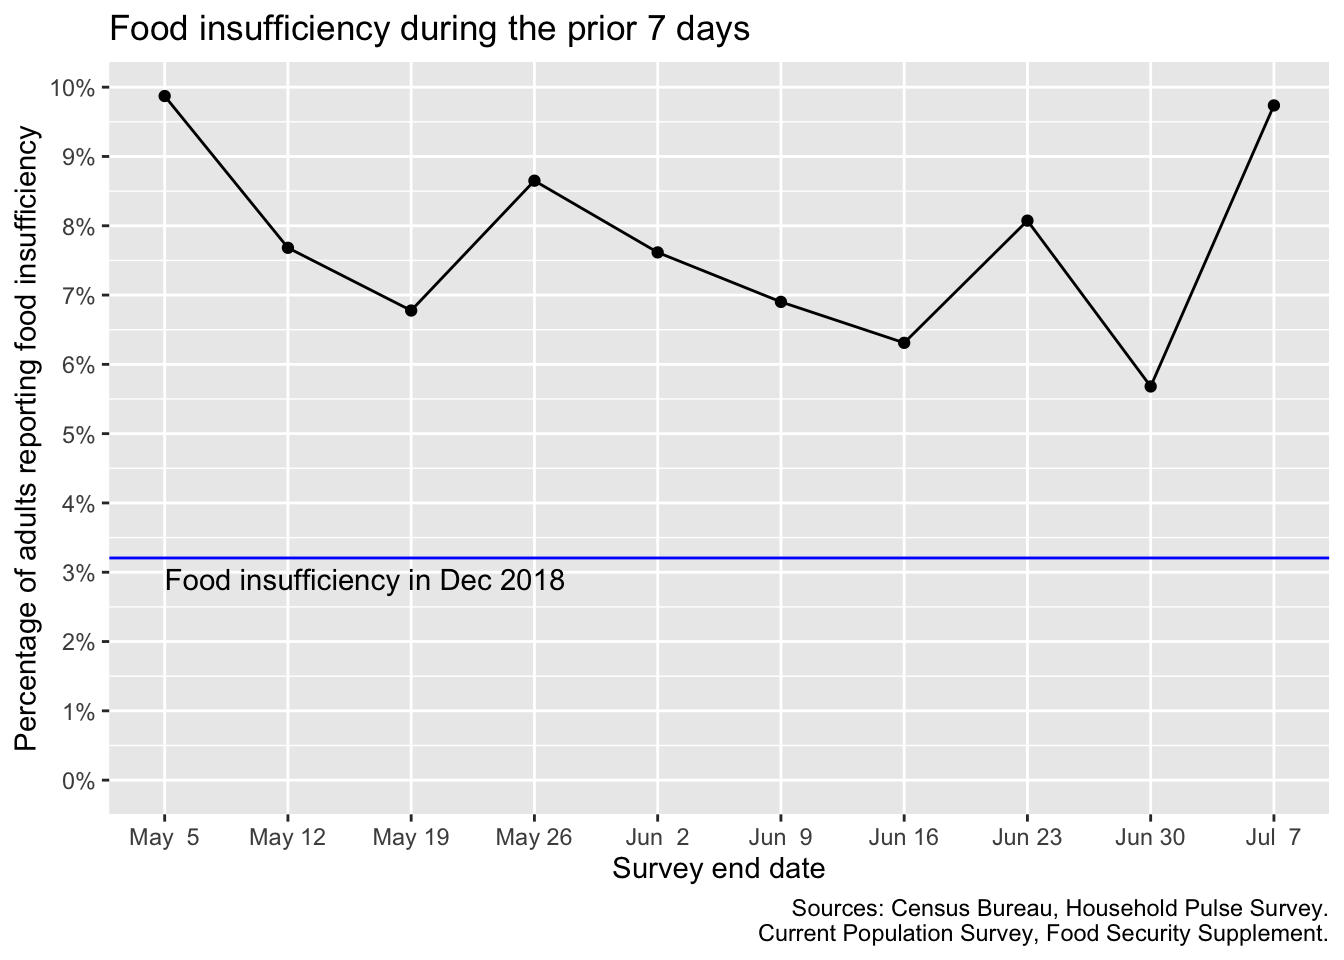 Food insufficiency during the prior 7 days
Percentage of adults reporting food insufficiency
10%
9%
8%
7%
6%
5%
4%
3%
2%
1%
0%
Food insufficiency in Dec 2018
May  5 May 12 May 19 May 26 Jun  2 Jun  9 Jun 16 Jun 23 Jun 30 Jul  7
Survey end date
Sources: Census Bureau, Household Pulse Survey.
Current Population Survey, Food Security Supplement.